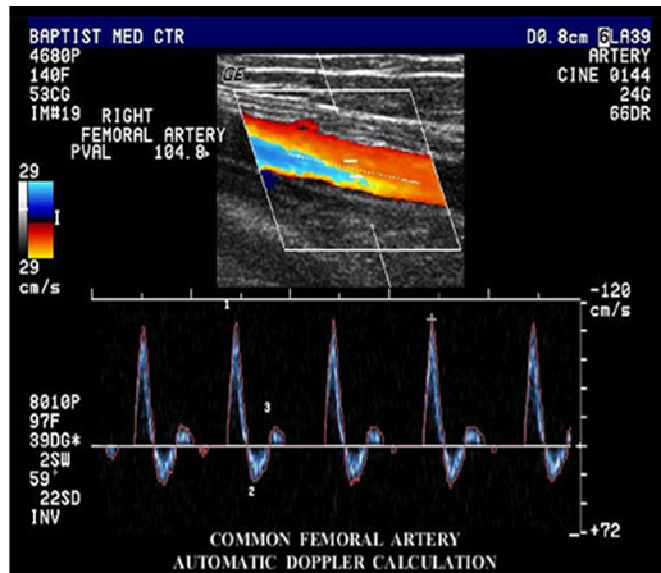 BAPTIST MED CTR D0.8cm 6LA39
4680P ARTERY
140F CINE 0144
53CG 24G
IM#19 66DR
GE
RIGHT
FEMORAL ARTERY
PVAL 104.8
29
I
29
cm/s
-120
cm/s
1
3
2
8010P
97F
39DG*
2SW
59°
22SD
INV
+72
COMMON FEMORAL ARTERY
AUTOMATIC DOPPLER CALCULATION